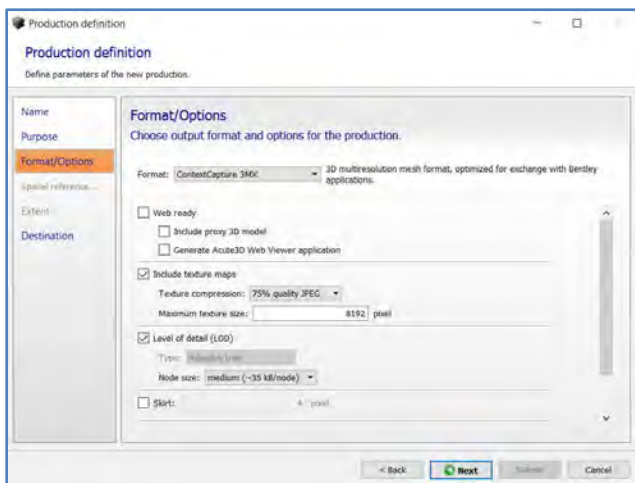 Production definition
Production definition
Define parameters of the new production.
Name
Purpose
Format/Options
Spatial reference...
Extent
Destination
Format/Options
Choose output format and options for the production.
Format: ContextCapture 3MX 3D multiresolution mesh format, optimized for exchange with Bentley
applications.
Web ready
Include proxy 3D model
Generate Acute3D Web Viewer application
Include texture maps
Texture compression: 75% quality JPEG
Maximum texture size: 8192 pixel
Level of detail (LOD)
Type: Adaptive tree
Node size: medium (~35 kB/node)
Skirt: 4 pixel
< Back Next Submit Cancel